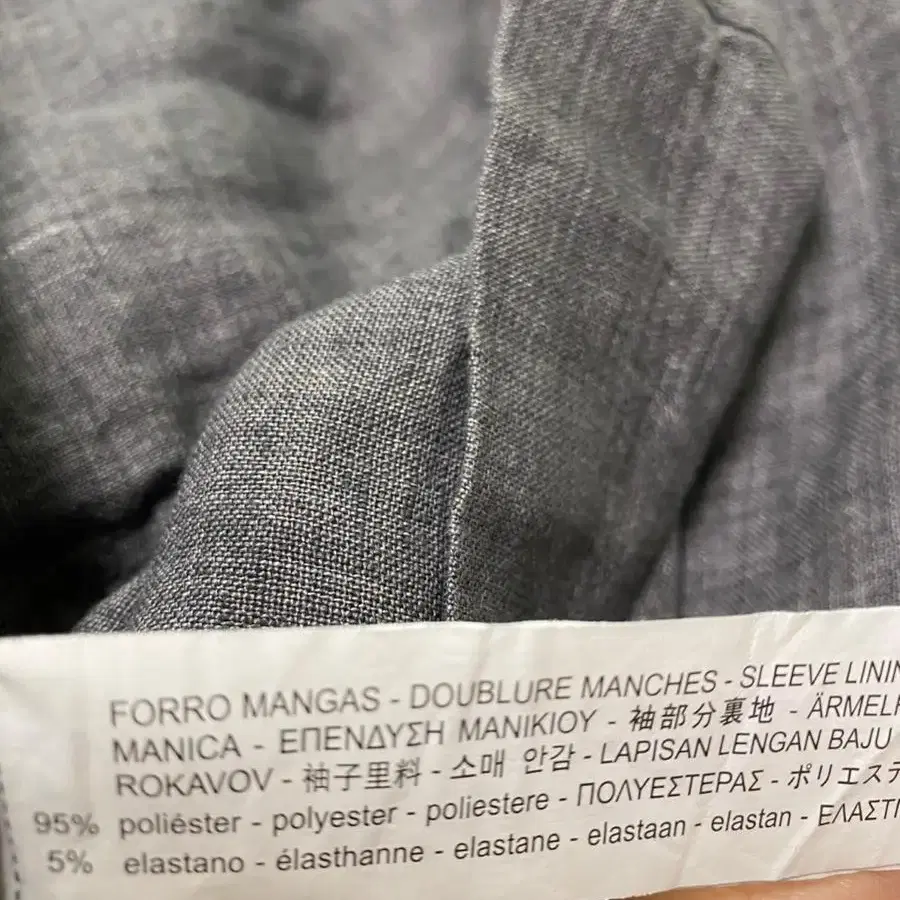 FORRO MANGAS - DOUBLURE MANCHES - SLEEVE LININ
MANICA - ΕΠΕΝΔΥΣΗ ΜΑΝΙΚΙΟΥ - 袖部分裏地 - ÄRMELF
ROKAVOV - 袖子里料 - 소매 안감 - LAPISAN LENGAN BAJU
95% poliéster - polyester - poliestere - ΠΟΛΥΕΣΤΕΡΑΣ - ポリエステ
5% elastano - élasthanne - elastane - elastaan - elastan - ΕΛΑΣΤΙ